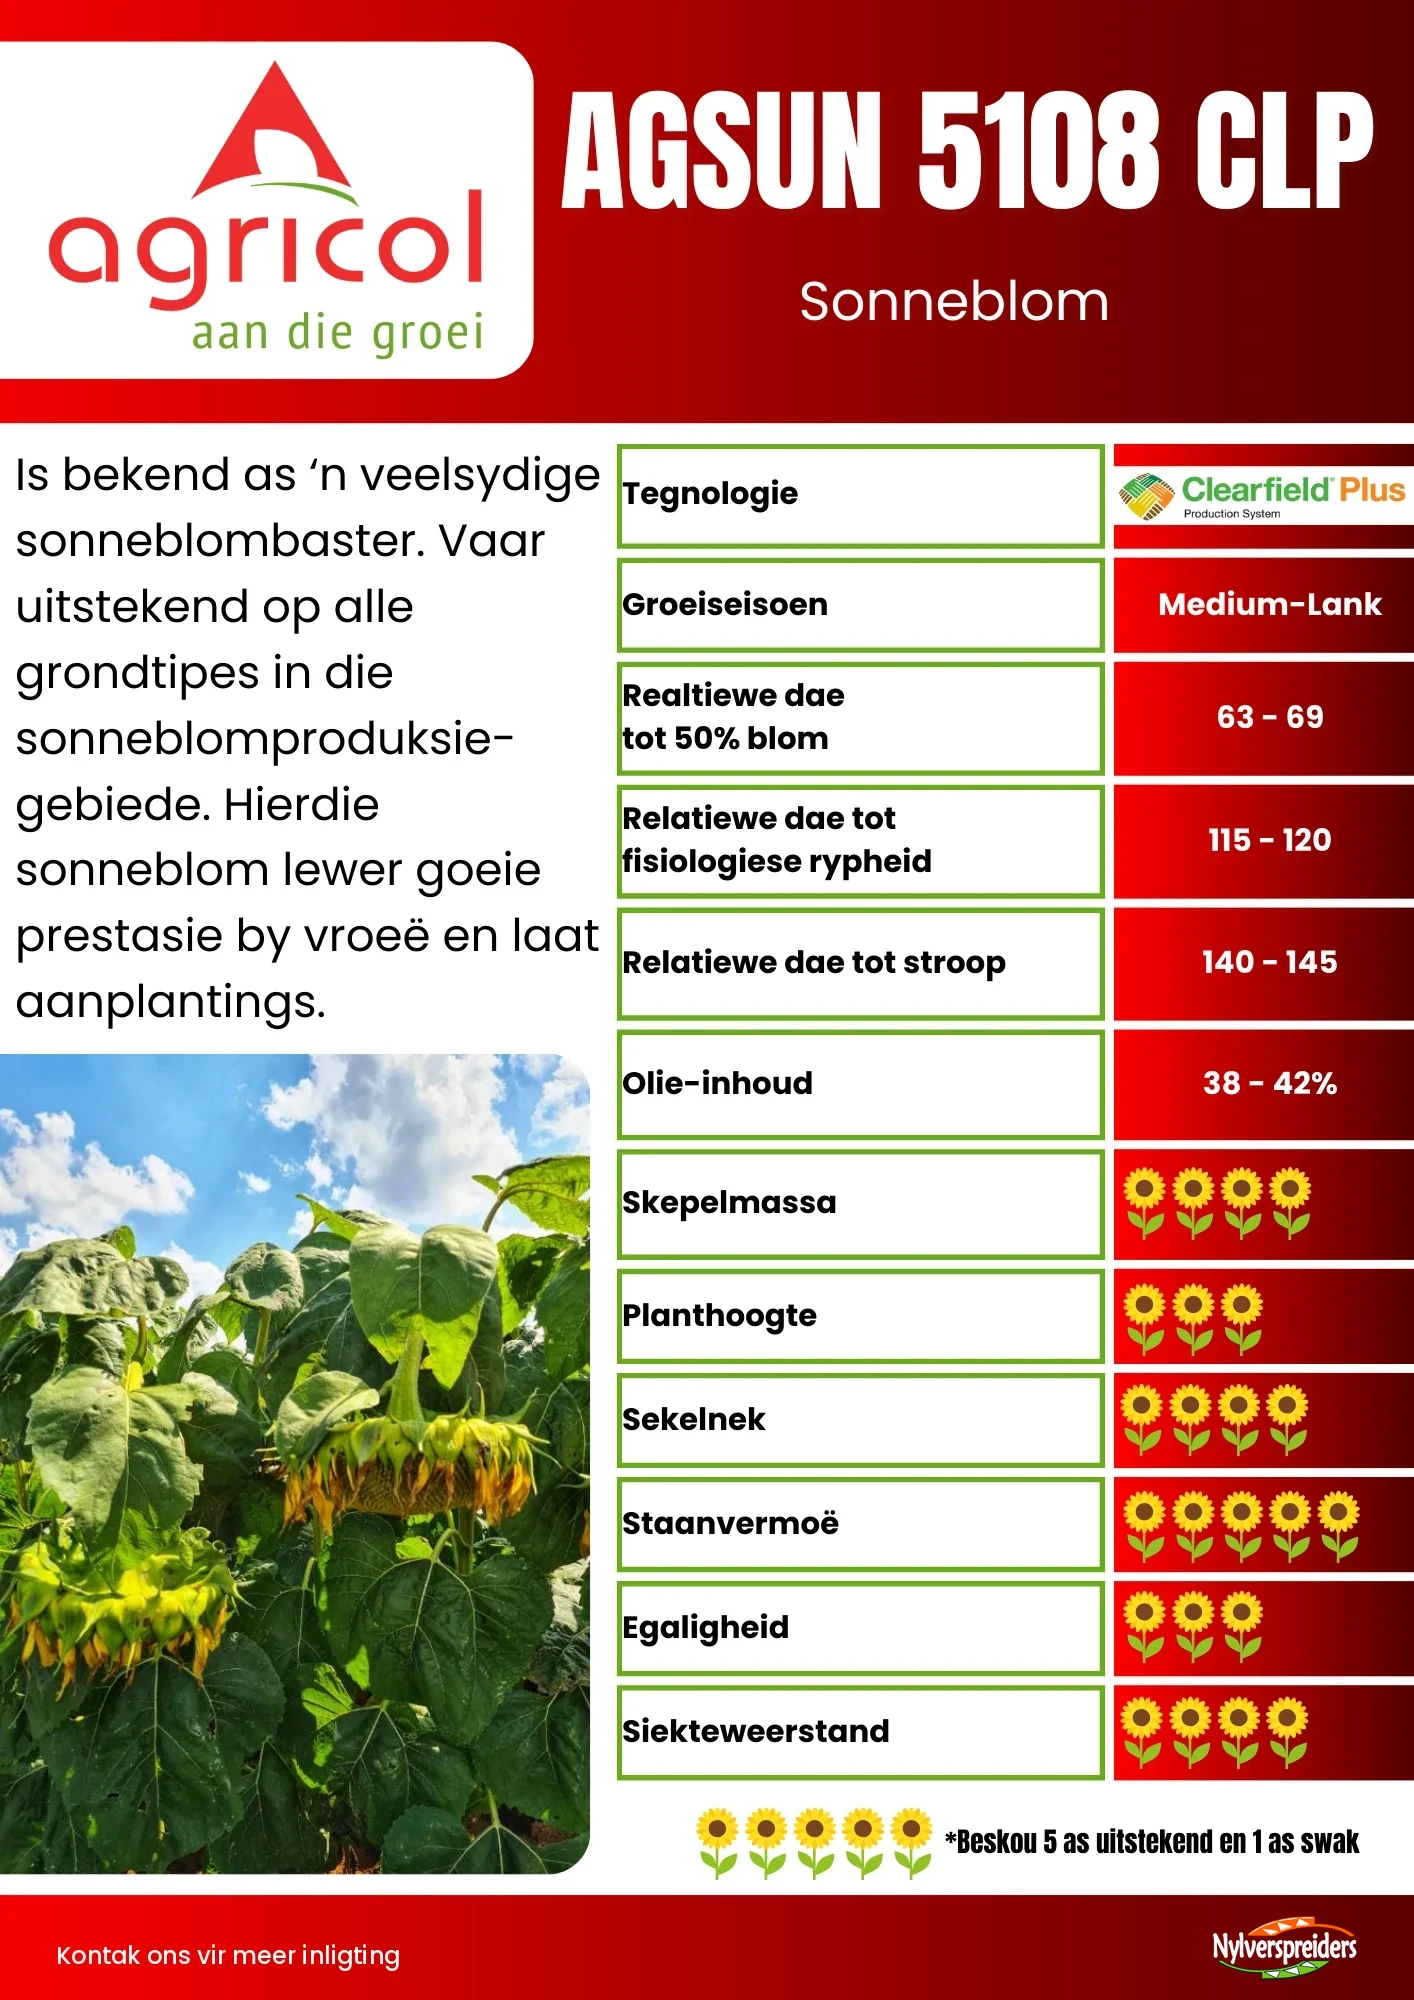 agricol
aan die groei
AGSUN 5108 CLP
Sonneblom
Is bekend as ‘n veelsydige
sonneblombaster. Vaar
uitstekend op alle
grondtipes in die
sonneblomproduksie-
gebiede. Hierdie
sonneblom lewer goeie
prestasie by vroeë en laat
aanplantings.
Tegnologie
Clearfield® Plus
Production System
Groeiseisoen
Medium-Lank
Realtiewe dae
tot 50% blom
63 - 69
Relatiewe dae tot
fisiologiese rypheid
115 - 120
Relatiewe dae tot stroop
140 - 145
Olie-inhoud
38 - 42%
Skepelmassa
Planthoogte
Sekelnek
Staanvermoë
Egaligheid
Siekteweerstand
*Beskou 5 as uitstekend en 1 as swak
Kontak ons vir meer inligting
Nylverspreiders